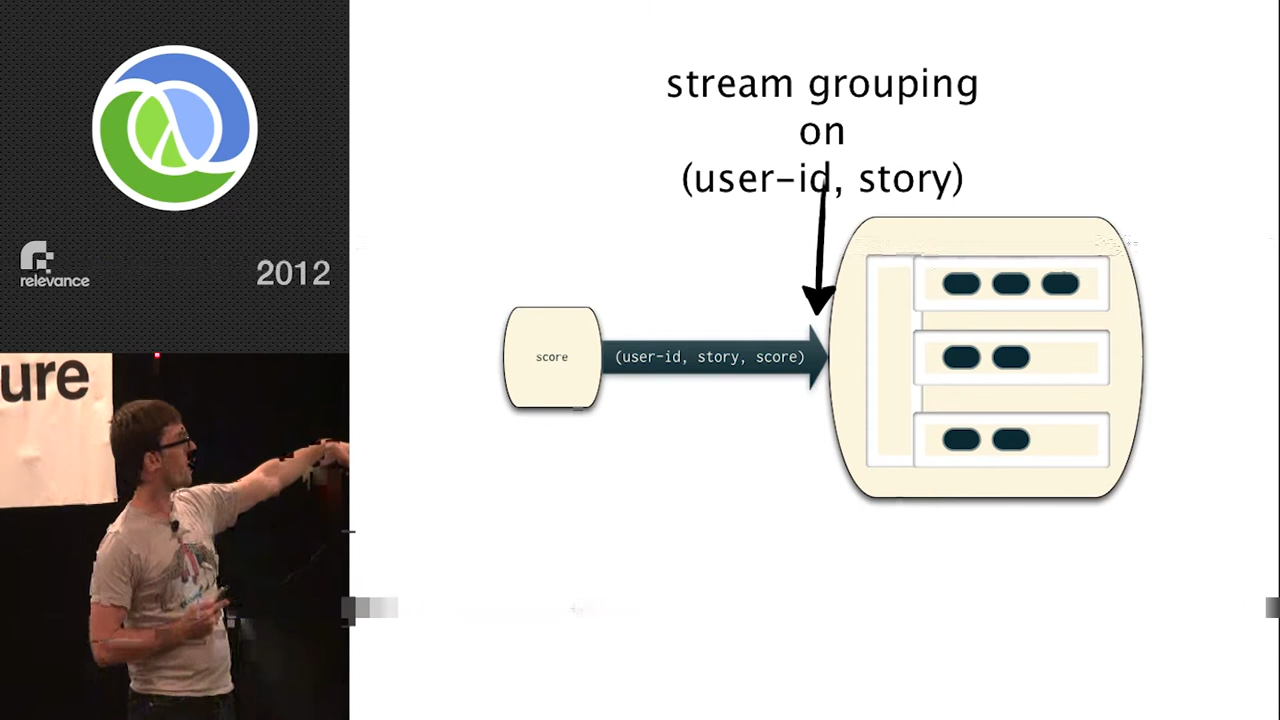 relevance
2012
ure
stream grouping
on
(user-id, story)
score
(user-id, story, score)